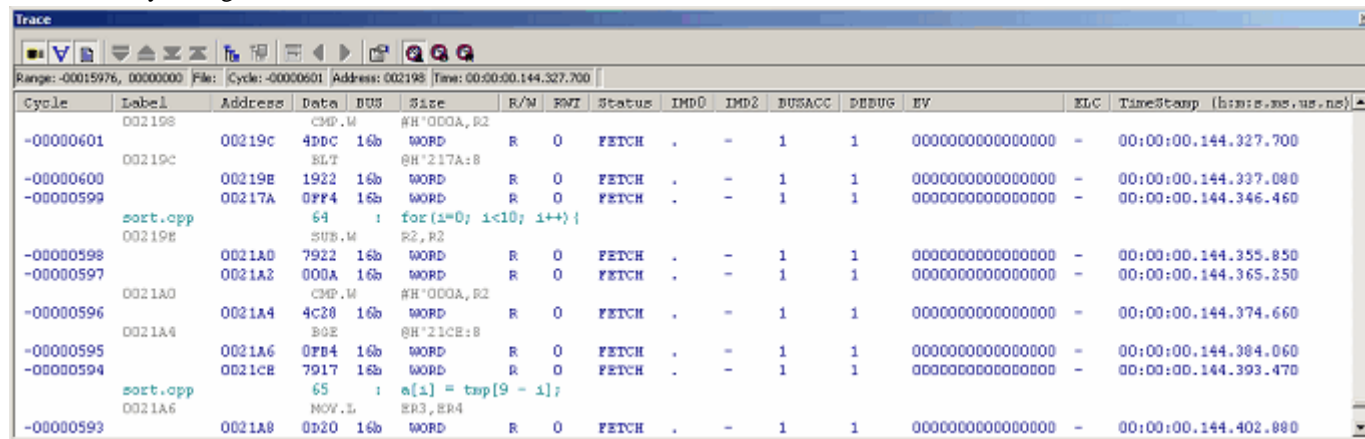 Trace
Range: -00015976, 00000000 File: Cycle: -00000601 Address: 002198 Time: 00:00:00.144.327.700
Cycle Label Address Data BUS Size R/W RWT Status IMD0 IMD2 BUSACC DEBUG EV ELC TimeStamp (h:m:s.ms.us.ns)
002198 CMP.W #H'000A,R2
-00000601 00219C 4DDC 16b WORD R 0 FETCH . - 1 1 0000000000000000 - 00:00:00.144.327.700
00219C BLT @H'217A:8
-00000600 00219E 1922 16b WORD R 0 FETCH . - 1 1 0000000000000000 - 00:00:00.144.337.080
-00000599 00217A 0FF4 16b WORD R 0 FETCH . - 1 1 0000000000000000 - 00:00:00.144.346.460
sort.cpp 64 : for(i=0; i<10; i++){
00219E SUB.W R2,R2
-00000598 0021A0 7922 16b WORD R 0 FETCH . - 1 1 0000000000000000 - 00:00:00.144.355.850
-00000597 0021A2 000A 16b WORD R 0 FETCH . - 1 1 0000000000000000 - 00:00:00.144.365.250
0021A0 CMP.W #H'000A,R2
-00000596 0021A4 4C28 16b WORD R 0 FETCH . - 1 1 0000000000000000 - 00:00:00.144.374.660
0021A4 BGE @H'21CE:8
-00000595 0021A6 0FB4 16b WORD R 0 FETCH . - 1 1 0000000000000000 - 00:00:00.144.384.060
-00000594 0021CE 7917 16b WORD R 0 FETCH . - 1 1 0000000000000000 - 00:00:00.144.393.470
sort.cpp 65 : a[i] = tmp[9 - i];
0021A6 MOV.L ER3,ER4
-00000593 0021A8 0D20 16b WORD R 0 FETCH . - 1 1 0000000000000000 - 00:00:00.144.402.880